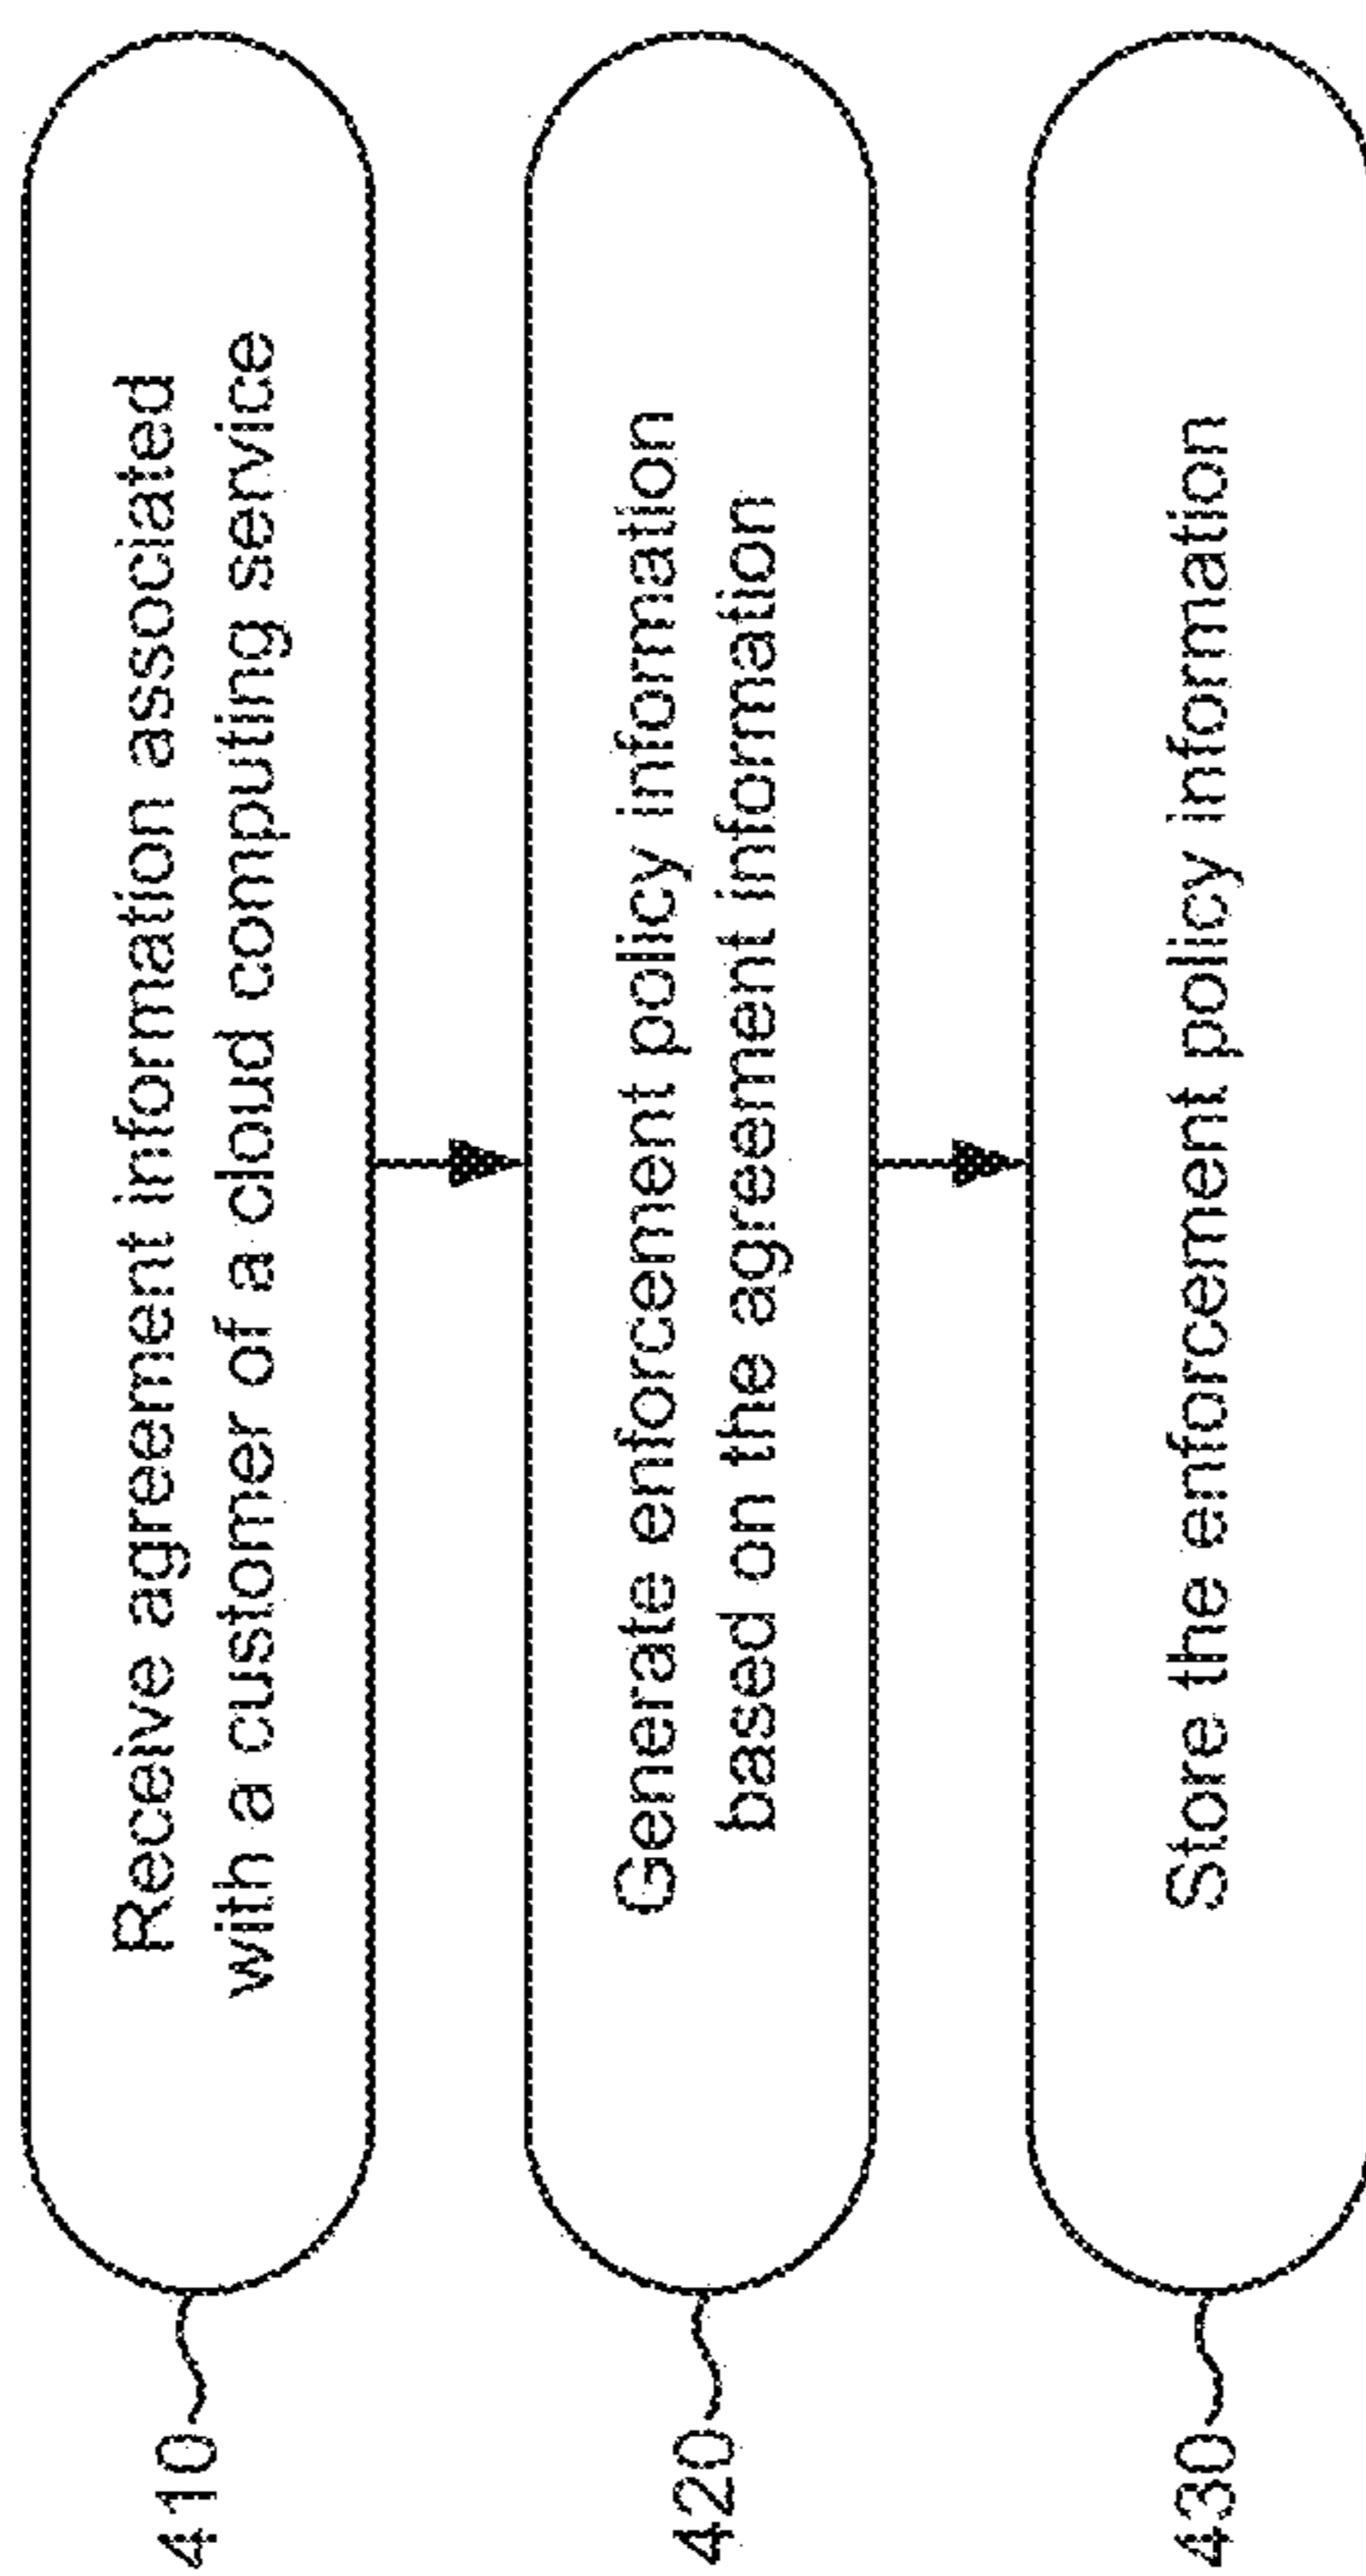 410
Receive agreement information associated
with a customer of a cloud computing service
420
Generate enforcement policy information
based on the agreement information
430
Store the enforcement policy information